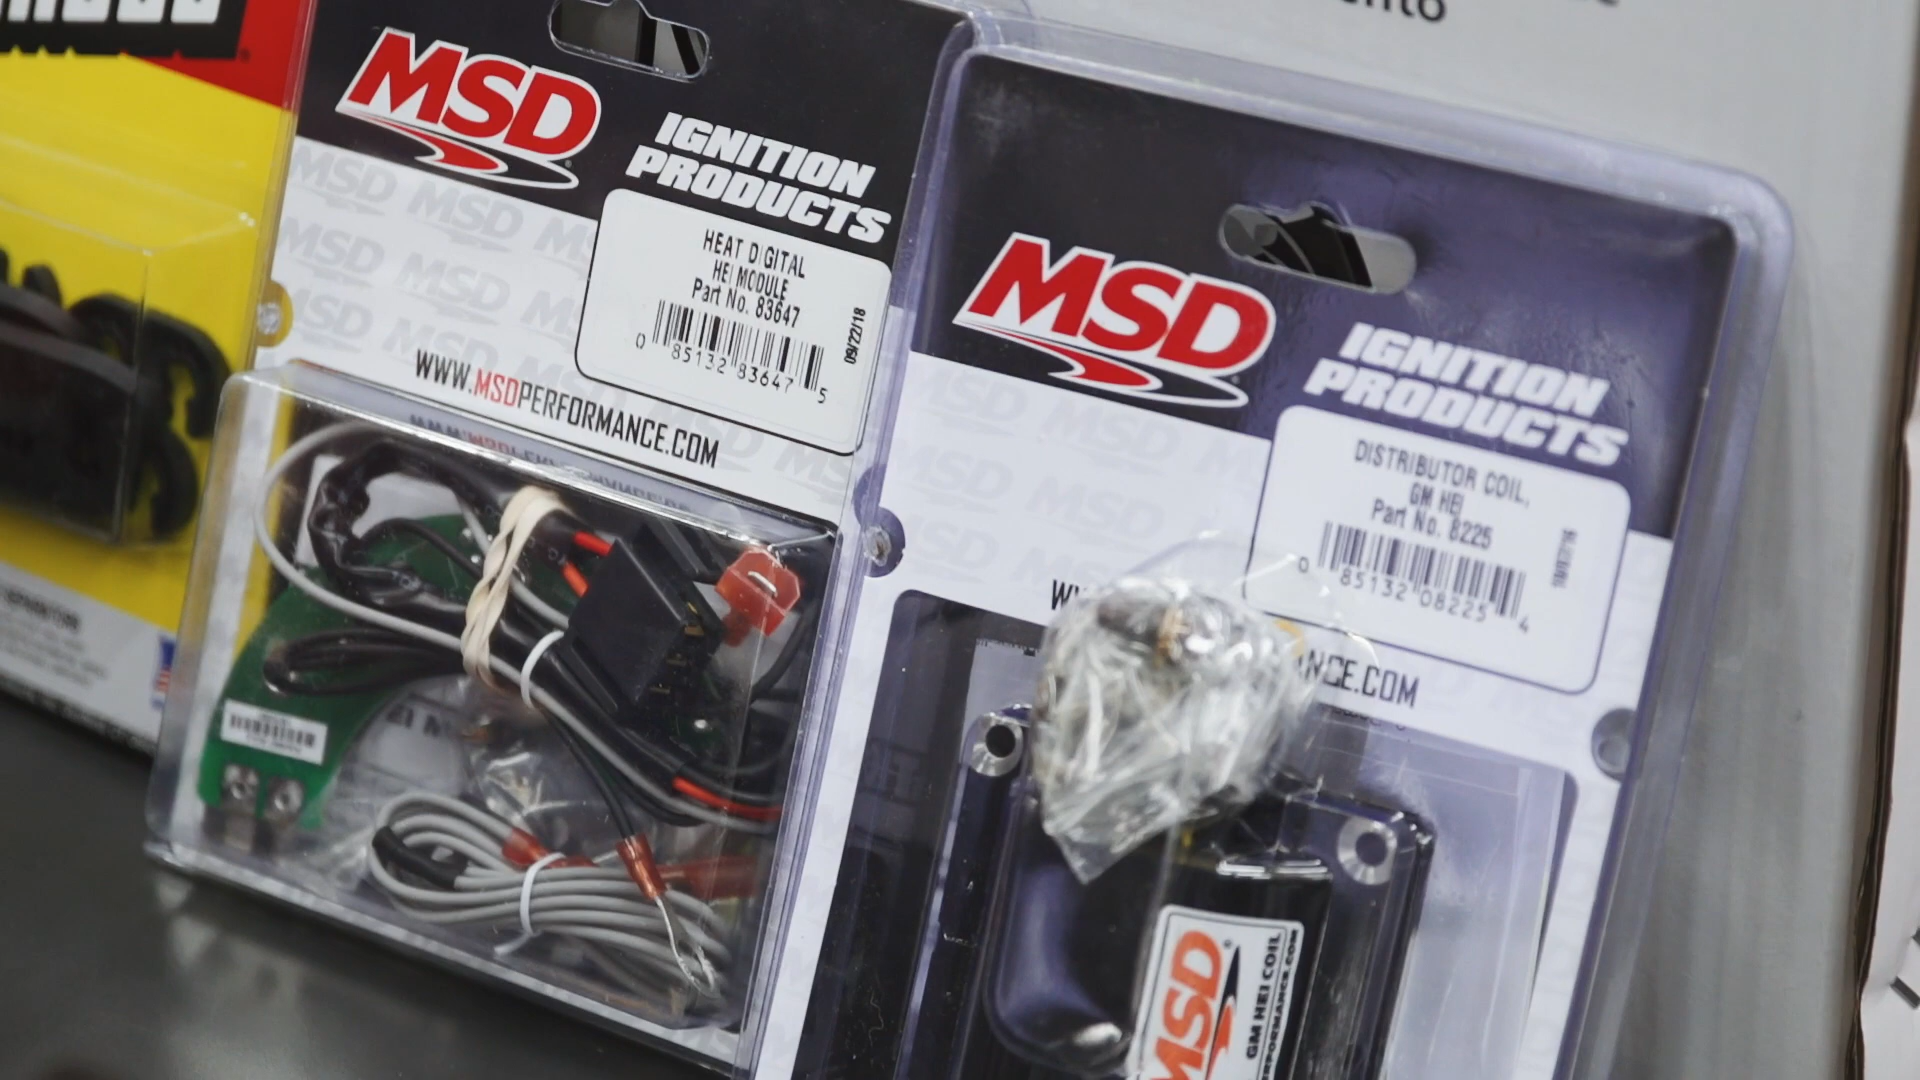 MSD
IGNITION
PRODUCTS
HEAT DIGITAL
HEI MODULE
Part No. 83647
0 85132 83647 5
09/22/18
WWW.MSDPERFORMANCE.COM
MSD
IGNITION
PRODUCTS
DISTRIBUTOR COIL,
GM HEI
Part No. 8225
0 85132 08225 4
NCE.COM
MSD
GM HEI COIL